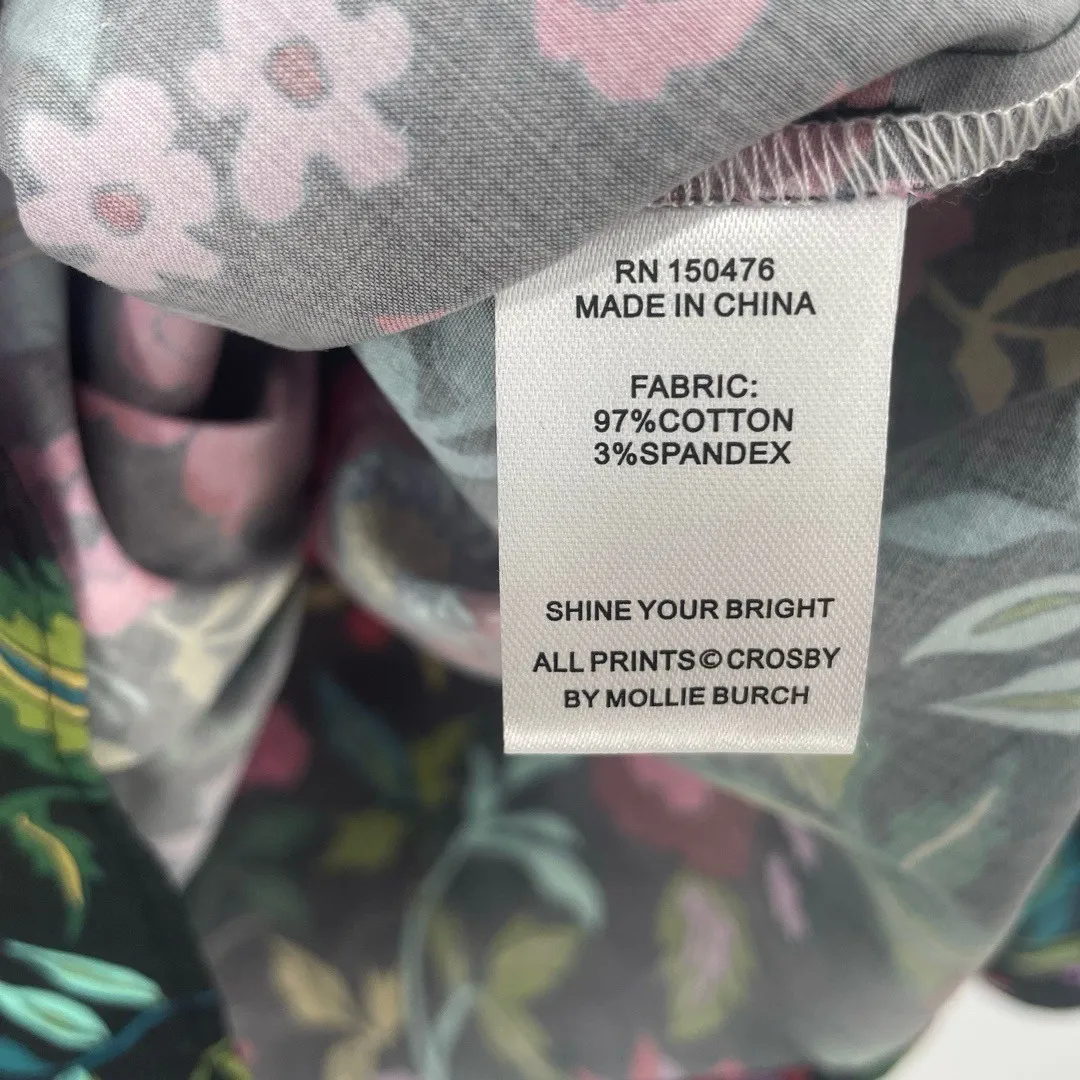 RN 150476
MADE IN CHINA
FABRIC:
97%COTTON
3%SPANDEX
SHINE YOUR BRIGHT
ALL PRINTS©CROSBY
BY MOLLIE BURCH